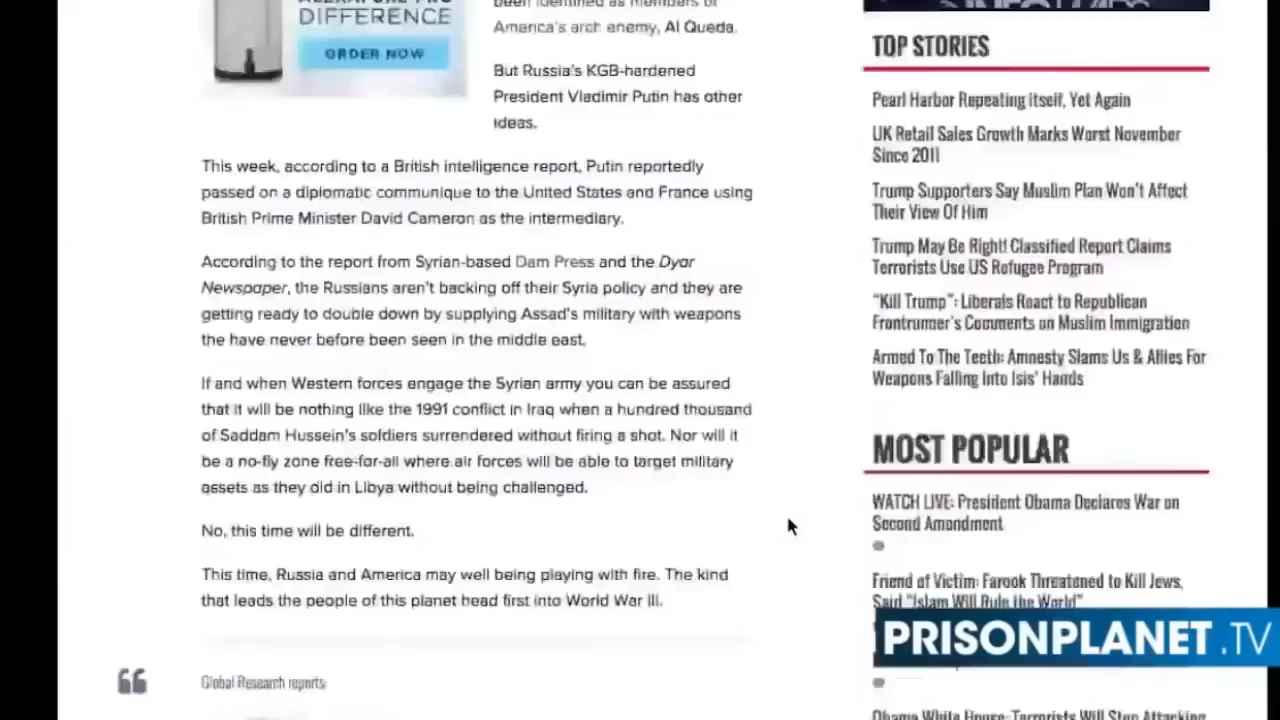 DIFFERENCE
ORDER NOW
been identified as members of
America's arch enemy, Al Queda.
But Russia's KGB-hardened
President Vladimir Putin has other
ideas.
This week, according to a British intelligence report, Putin reportedly
passed on a diplomatic communique to the United States and France using
British Prime Minister David Cameron as the intermediary.
According to the report from Syrian-based Dam Press and the Dyar
Newspaper, the Russians aren't backing off their Syria policy and they are
getting ready to double down by supplying Assad's military with weapons
the have never before been seen in the middle east.
If and when Western forces engage the Syrian army you can be assured
that it will be nothing like the 1991 conflict in Iraq when a hundred thousand
of Saddam Hussein's soldiers surrendered without firing a shot. Nor will it
be a no-fly zone free-for-all where air forces will be able to target military
assets as they did in Libya without being challenged.
No, this time will be different.
This time, Russia and America may well being playing with fire. The kind
that leads the people of this planet head first into World War III.
Global Research reports
TOP STORIES
Pearl Harbor Repeating Itself, Yet Again
UK Retail Sales Growth Marks Worst November
Since 2011
Trump Supporters Say Muslim Plan Won't Affect
Their View Of Him
Trump May Be Right! Classified Report Claims
Terrorists Use US Refugee Program
"Kill Trump": Liberals React to Republican
Frontrunner's Comments on Muslim Immigration
Armed To The Teeth: Amnesty Slams Us & Allies For
Weapons Falling Into Isis' Hands
MOST POPULAR
WATCH LIVE: President Obama Declares War on
Second Amendment
Friend of Victim: Farook Threatened to Kill Jews,
Said "Islam Will Rule the World"
PRISONPLANET.TV
Obama White House: Terrorists Will Stop Attacking